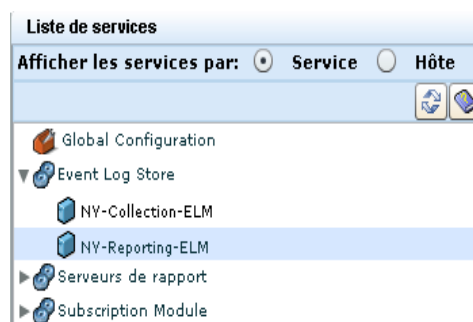 Liste de services
Afficher les services par: Service Hôte
Global Configuration
Event Log Store
NY-Collection-ELM
NY-Reporting-ELM
Serveurs de rapport
Subscription Module